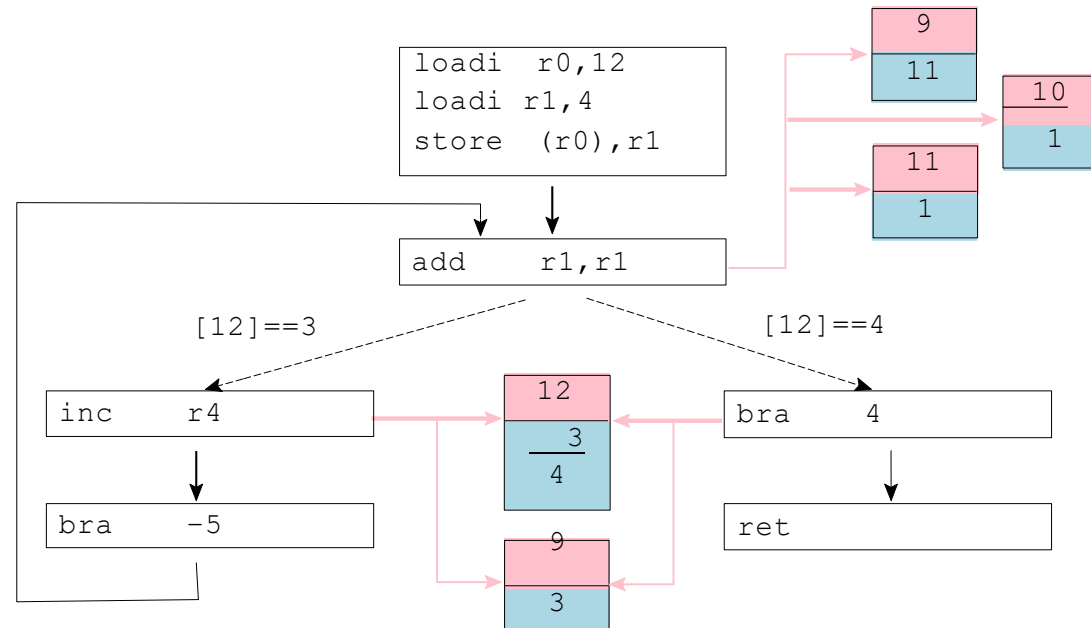 loadi r0,12
loadi r1,4
store (r0),r1
9
11
10
1
11
1
add r1,r1
[12]==3
[12]==4
inc r4
12
3
4
bra 4
bra -5
9
3
ret